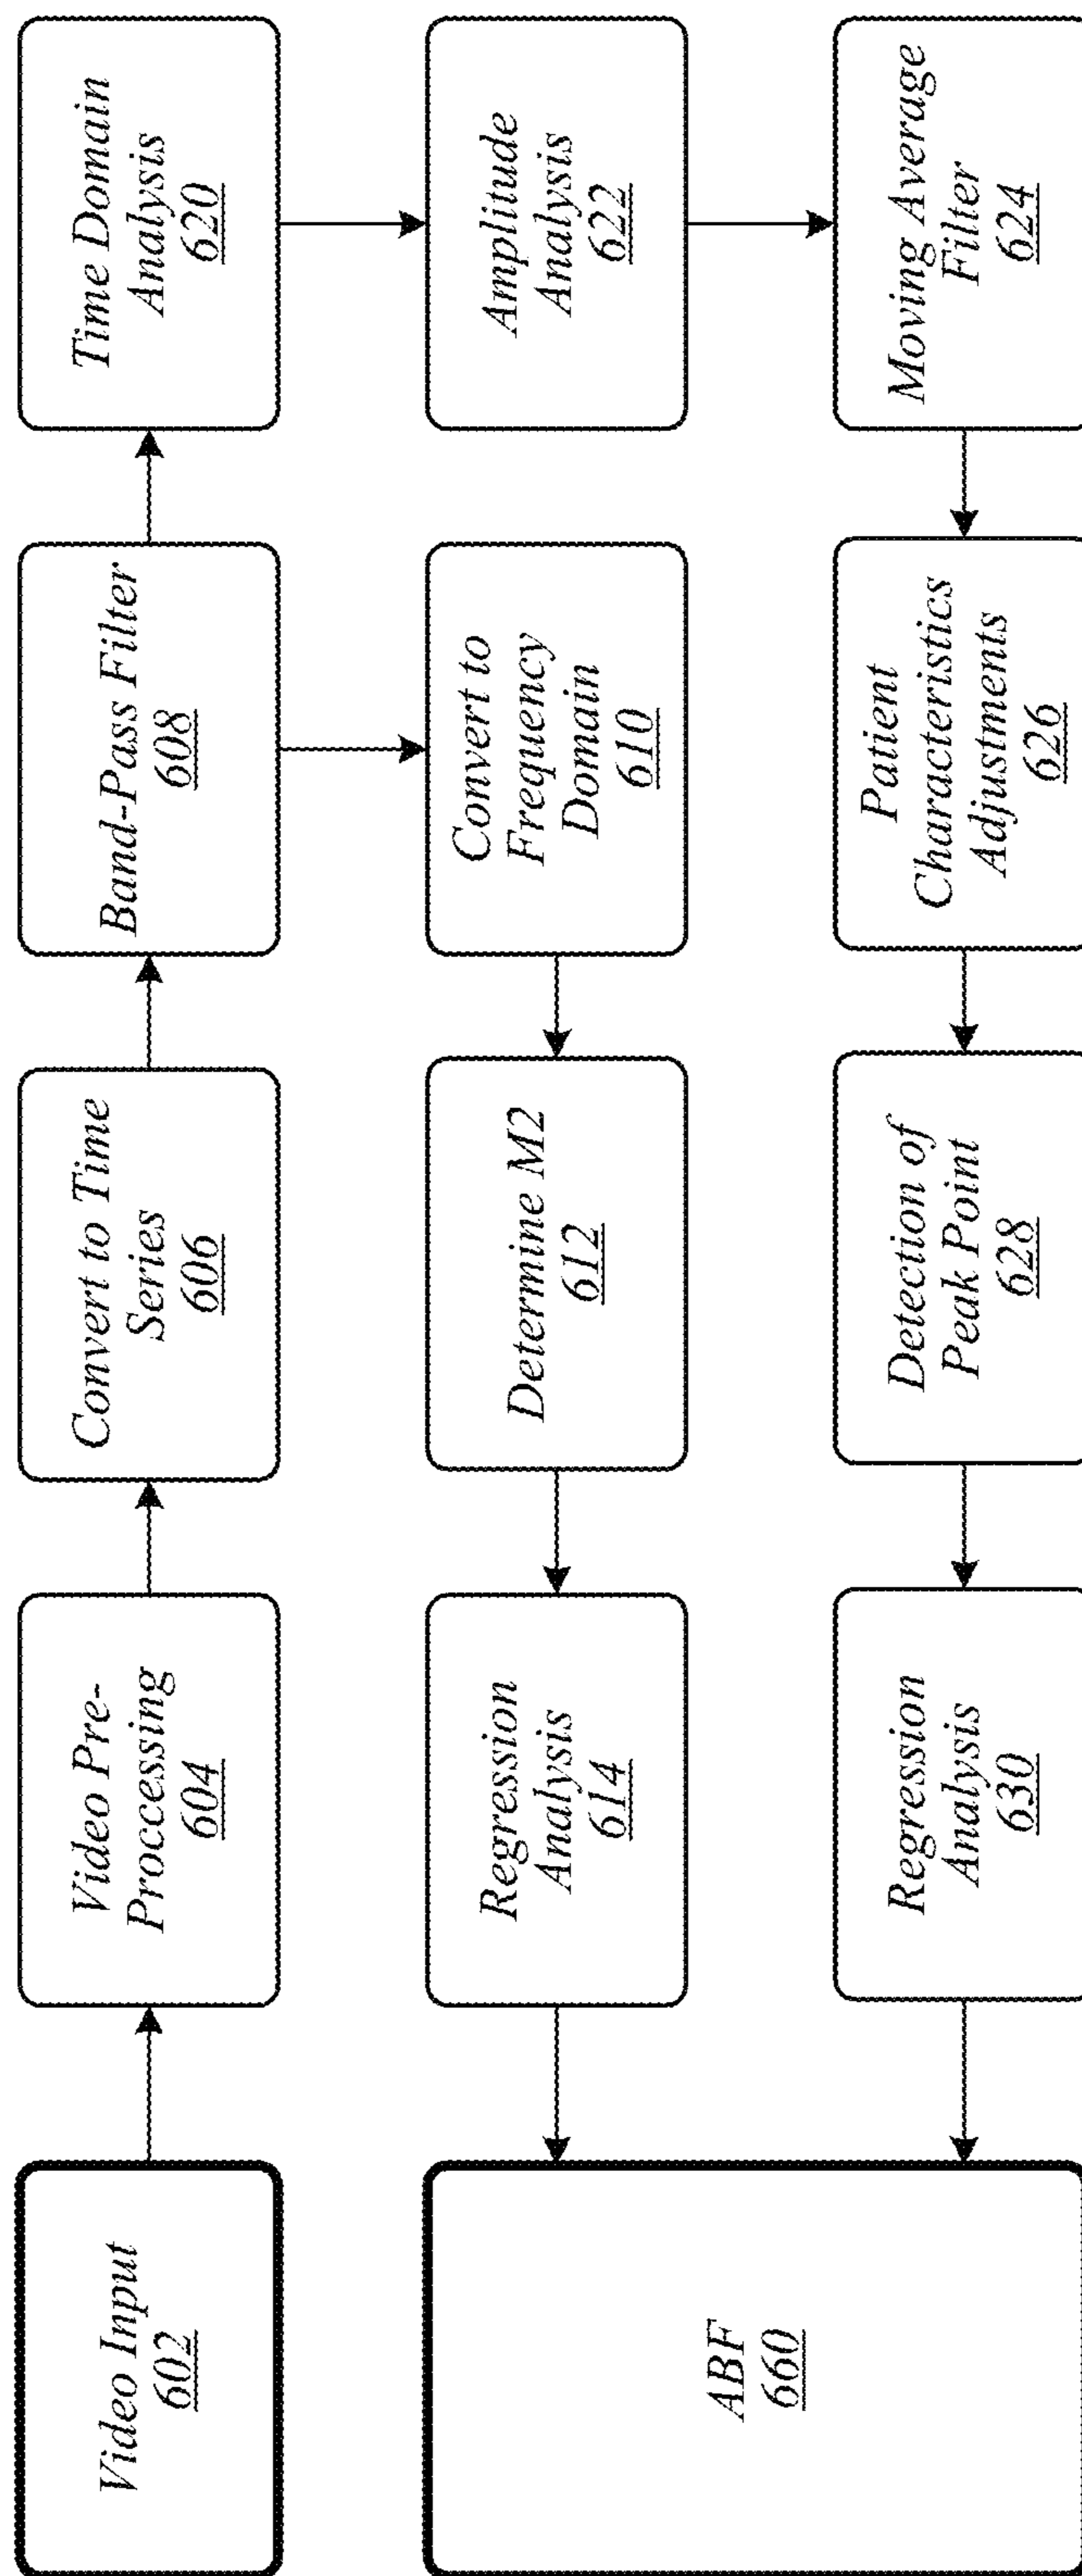 Video Input
602
Video Pre-
Proccessing
604
Convert to Time
Series
606
Band-Pass Filter
608
Time Domain
Analysis
620
ABF
660
Regression
Analysis
614
Determine M2
612
Convert to
Frequency
Domain
610
Amplitude
Analysis
622
Regression
Analysis
630
Detection of
Peak Point
628
Patient
Characteristics
Adjustments
626
Moving Average
Filter
624